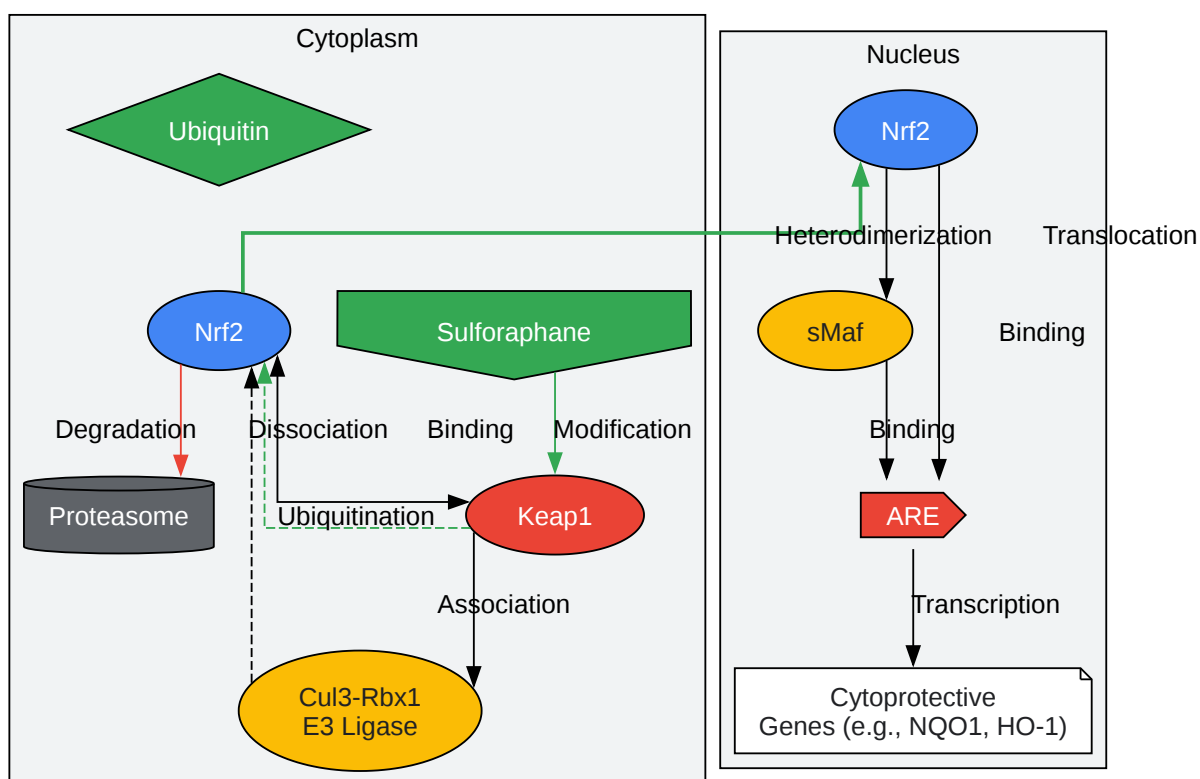 Cytoplasm
Nucleus
Ubiquitin
Nrf2
Heterodimerization
Translocation
Nrf2
Sulforaphane
sMaf
Binding
Degradation
Dissociation
Binding
Modification
Binding
Proteasome
Ubiquitination
Keap1
ARE
Association
Transcription
Cul3-Rbx1
E3 Ligase
Cytoprotective
Genes (e.g., NQO1, HO-1)